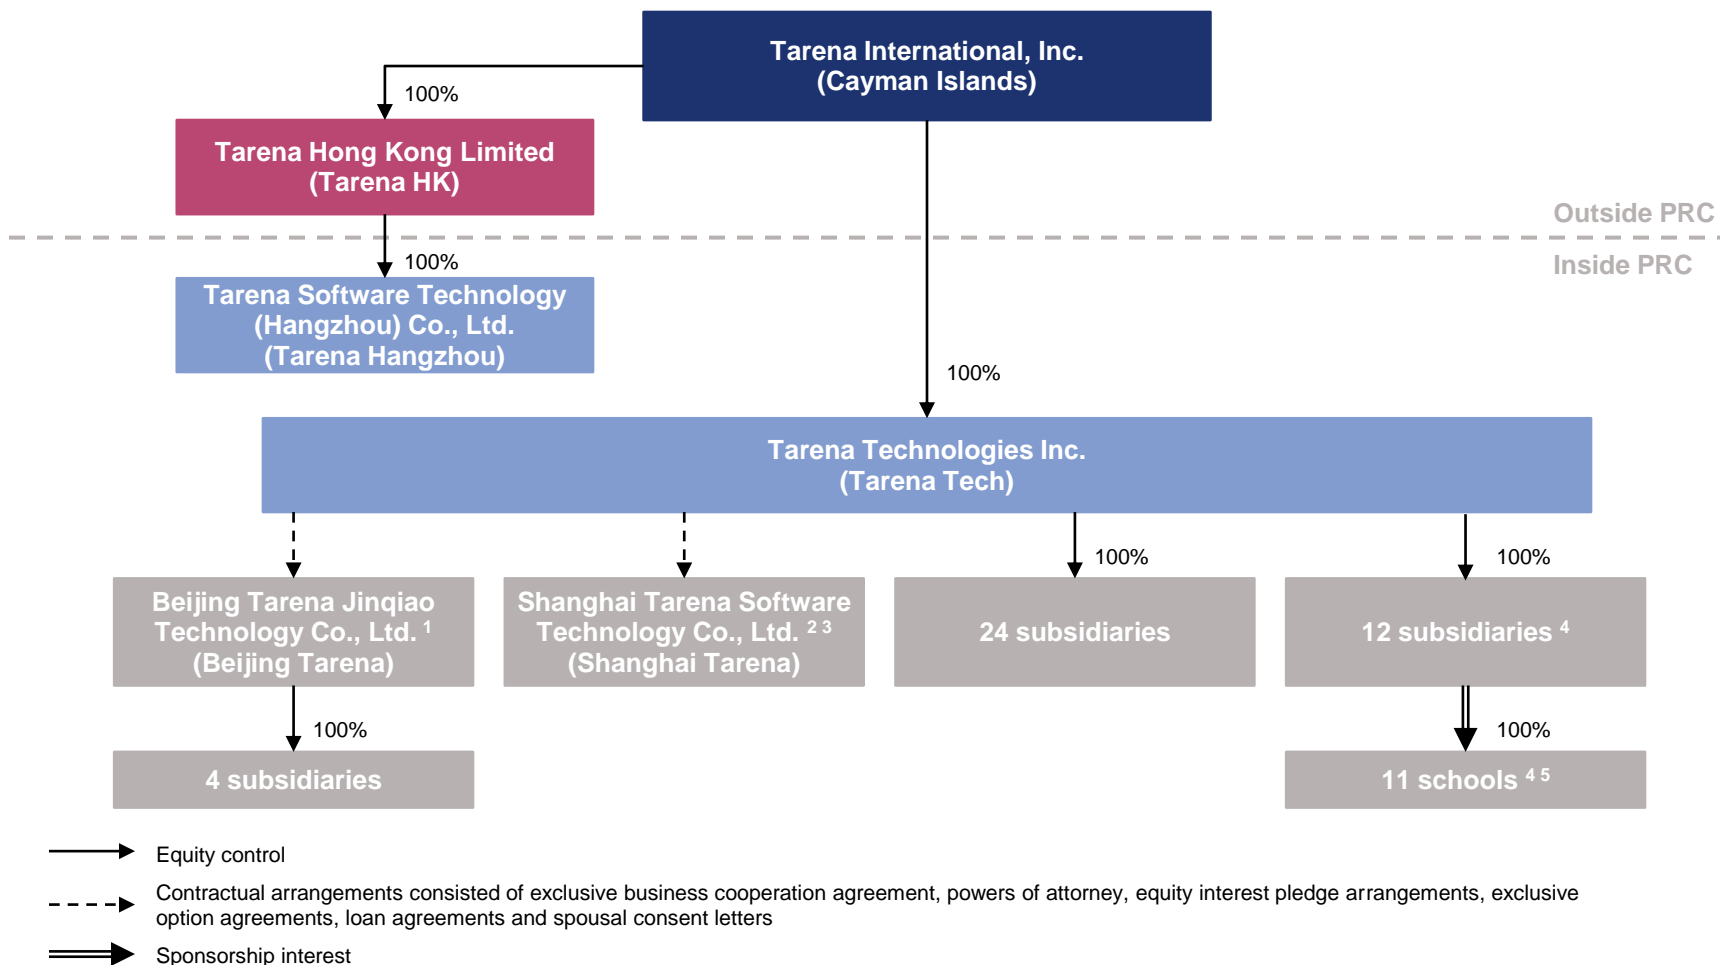 Tarena International, Inc.
(Cayman Islands)
100%
Tarena Hong Kong Limited
(Tarena HK)
Outside PRC
100%
Inside PRC
Tarena Software Technology
(Hangzhou) Co., Ltd.
(Tarena Hangzhou)
100%
Tarena Technologies Inc.
(Tarena Tech)
100%
100%
Beijing Tarena Jinqiao
Technology Co., Ltd. 1
(Beijing Tarena)
Shanghai Tarena Software
Technology Co., Ltd. 2 3
(Shanghai Tarena)
24 subsidiaries
12 subsidiaries 4
100%
100%
4 subsidiaries
11 schools 4 5
Equity control
Contractual arrangements consisted of exclusive business cooperation agreement, powers of attorney, equity interest pledge arrangements, exclusive
option agreements, loan agreements and spousal consent letters
Sponsorship interest